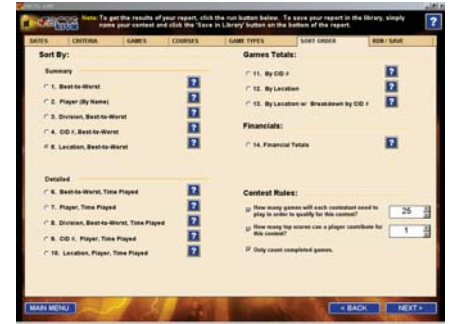 Note: To get the results of your report, click the run button below. To save your report in the library, simply
name your contest and click the 'Save in Library' button on the bottom of the report.
?
DATES CRITERIA GAMES COURSES GAME TYPES SORT ORDER RUN / SAVE
Sort By:
Summary
1. Best-to-Worst
2. Player (By Name)
3. Division, Best-to-Worst
4. CID #, Best-to-Worst
5. Location, Best-to-Worst
Detailed
6. Best-to-Worst, Time Played
7. Player, Time Played
8. Division, Best-to-Worst, Time Played
9. CID #, Player, Time Played
10. Location, Player, Time Played
Games Totals:
11. By CID #
12. By Location
13. By Location w/ Breakdown by CID #
Financials:
14. Financial Totals
Contest Rules:
How many games will each contestant need to
play in order to qualify for this contest?
25
How many top scores can a player contribute for
this contest?
1
Only count completed games.
MAIN MENU
< BACK
NEXT >